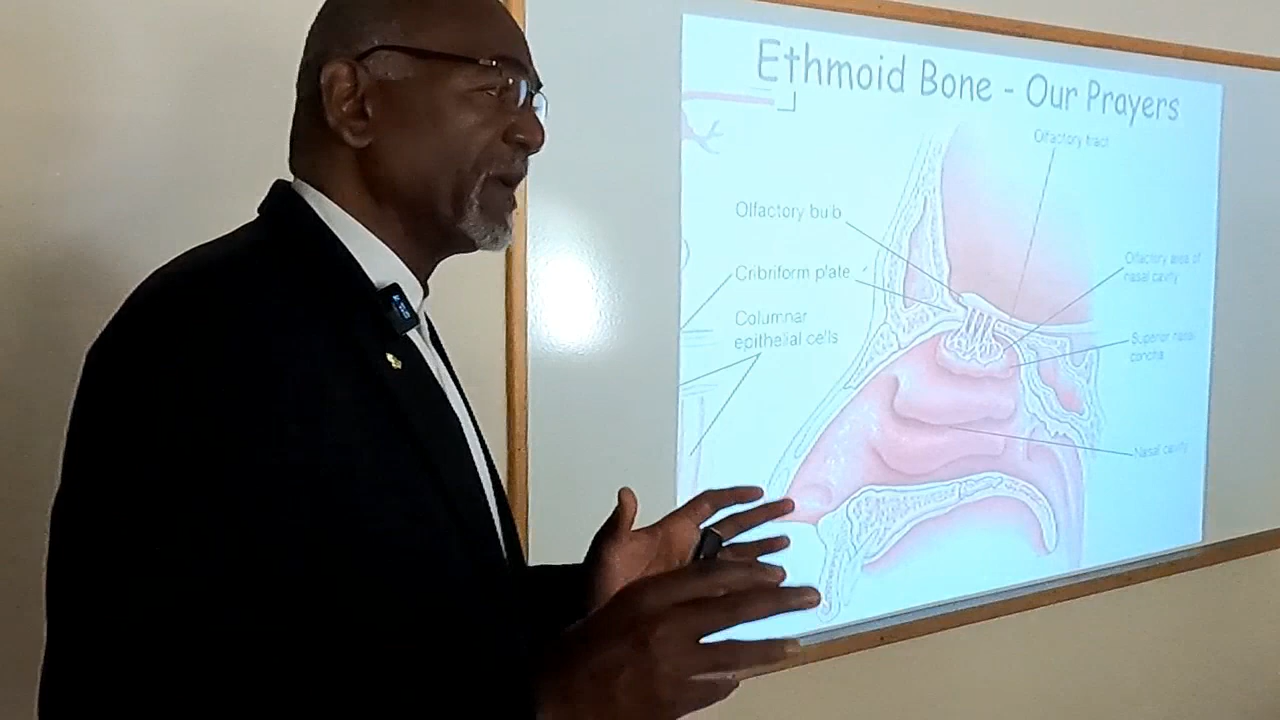 Ethmoid Bone - Our Prayers
Olfactory tract
Olfactory bulb
Olfactory area of
nasal cavity
Cribriform plate
Columnar
epithelial cells
Superior nasal
concha
Nasal cavity